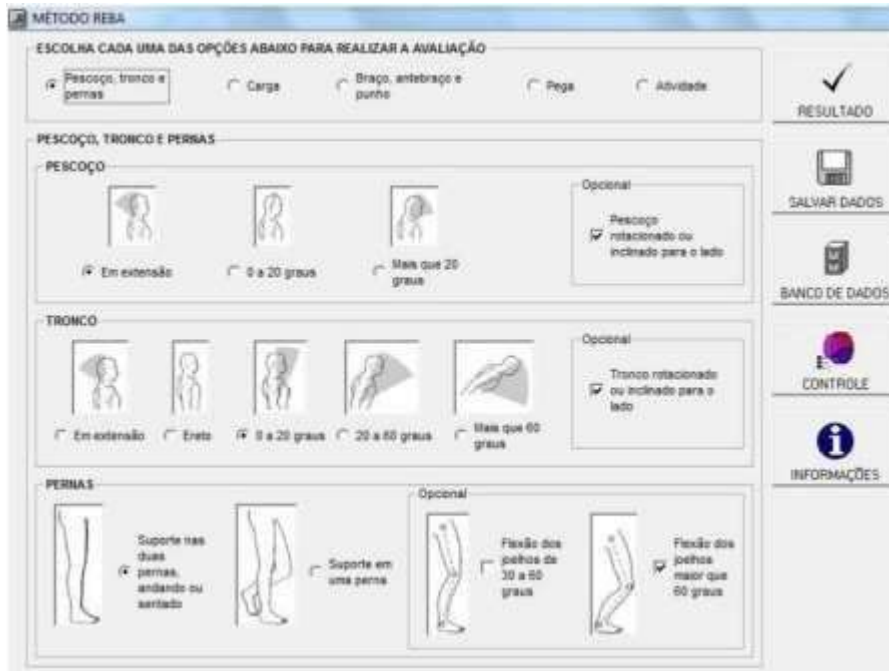 MÉTODO REBA
ESCOLHA CADA UMA DAS OPÇÕES ABAIXO PARA REALIZAR A AVALIAÇÃO
Pescoço, tronco e
pernas
Carga
Braço, antebraço e
punho
Pega
Atividade
RESULTADO
SALVAR DADOS
BANCO DE DADOS
CONTROLE
INFORMAÇÕES
PESCOÇO, TRONCO E PERNAS
PESCOÇO
Em extensão
0 a 20 graus
Mais que 20
graus
Opcional
Pescoço
rotacionado ou
inclinado para o lado
TRONCO
Em extensão
Ereto
0 a 20 graus
20 a 60 graus
Mais que 60
graus
Opcional
Tronco rotacionado
ou inclinado para o
lado
PERNAS
Suporte nas
duas
pernas,
andando ou
sentado
Suporte em
uma perna
Opcional
Flexão dos
joelhos de
30 a 60
graus
Flexão dos
joelhos
maior que
60 graus